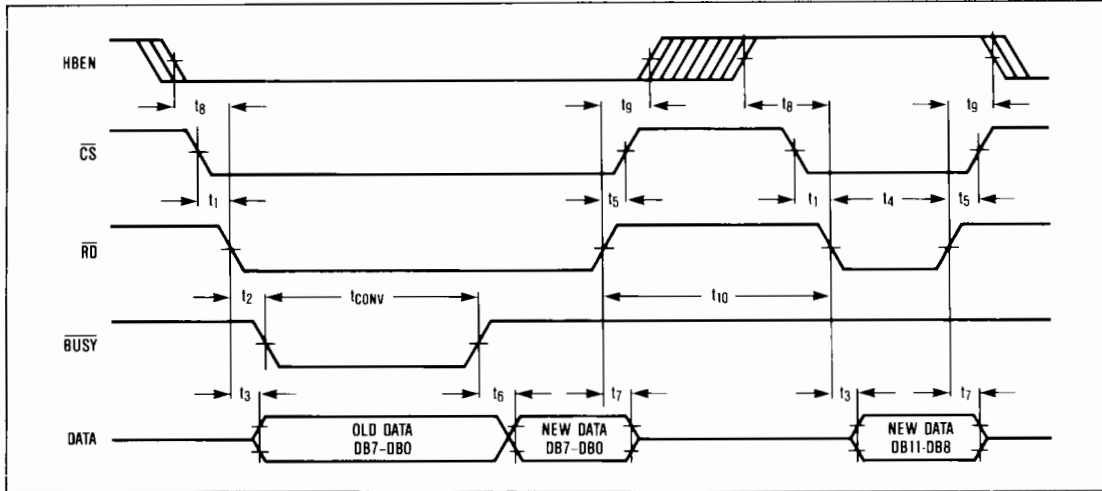 HBEN
t8 t9 t8 t9
CS
t1 t5 t1 t4 t5
RD
t2 tCONV t10
BUSY
t3 t6 t7 t3 t7
DATA
OLD DATA
DB7-DB0
NEW DATA
DB7-DB0
NEW DATA
DB11-DB8